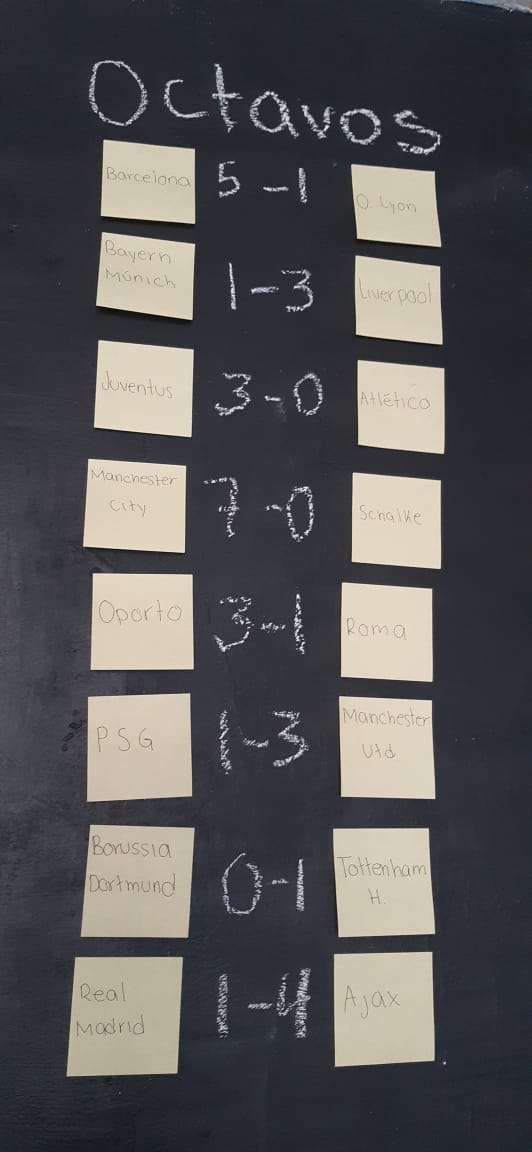 Octavos
Barcelona 5-1 O. Lyon
Bayern
Múnich 1-3 Liverpool
Juventus 3-0 Atlético
Manchester
City 7-0 Schalke
Oporto 3-1 Roma
PSG 1-3 Manchester
Utd
Borussia
Dortmund 0-1 Tottenham
H.
Real
Madrid 1-4 Ajax